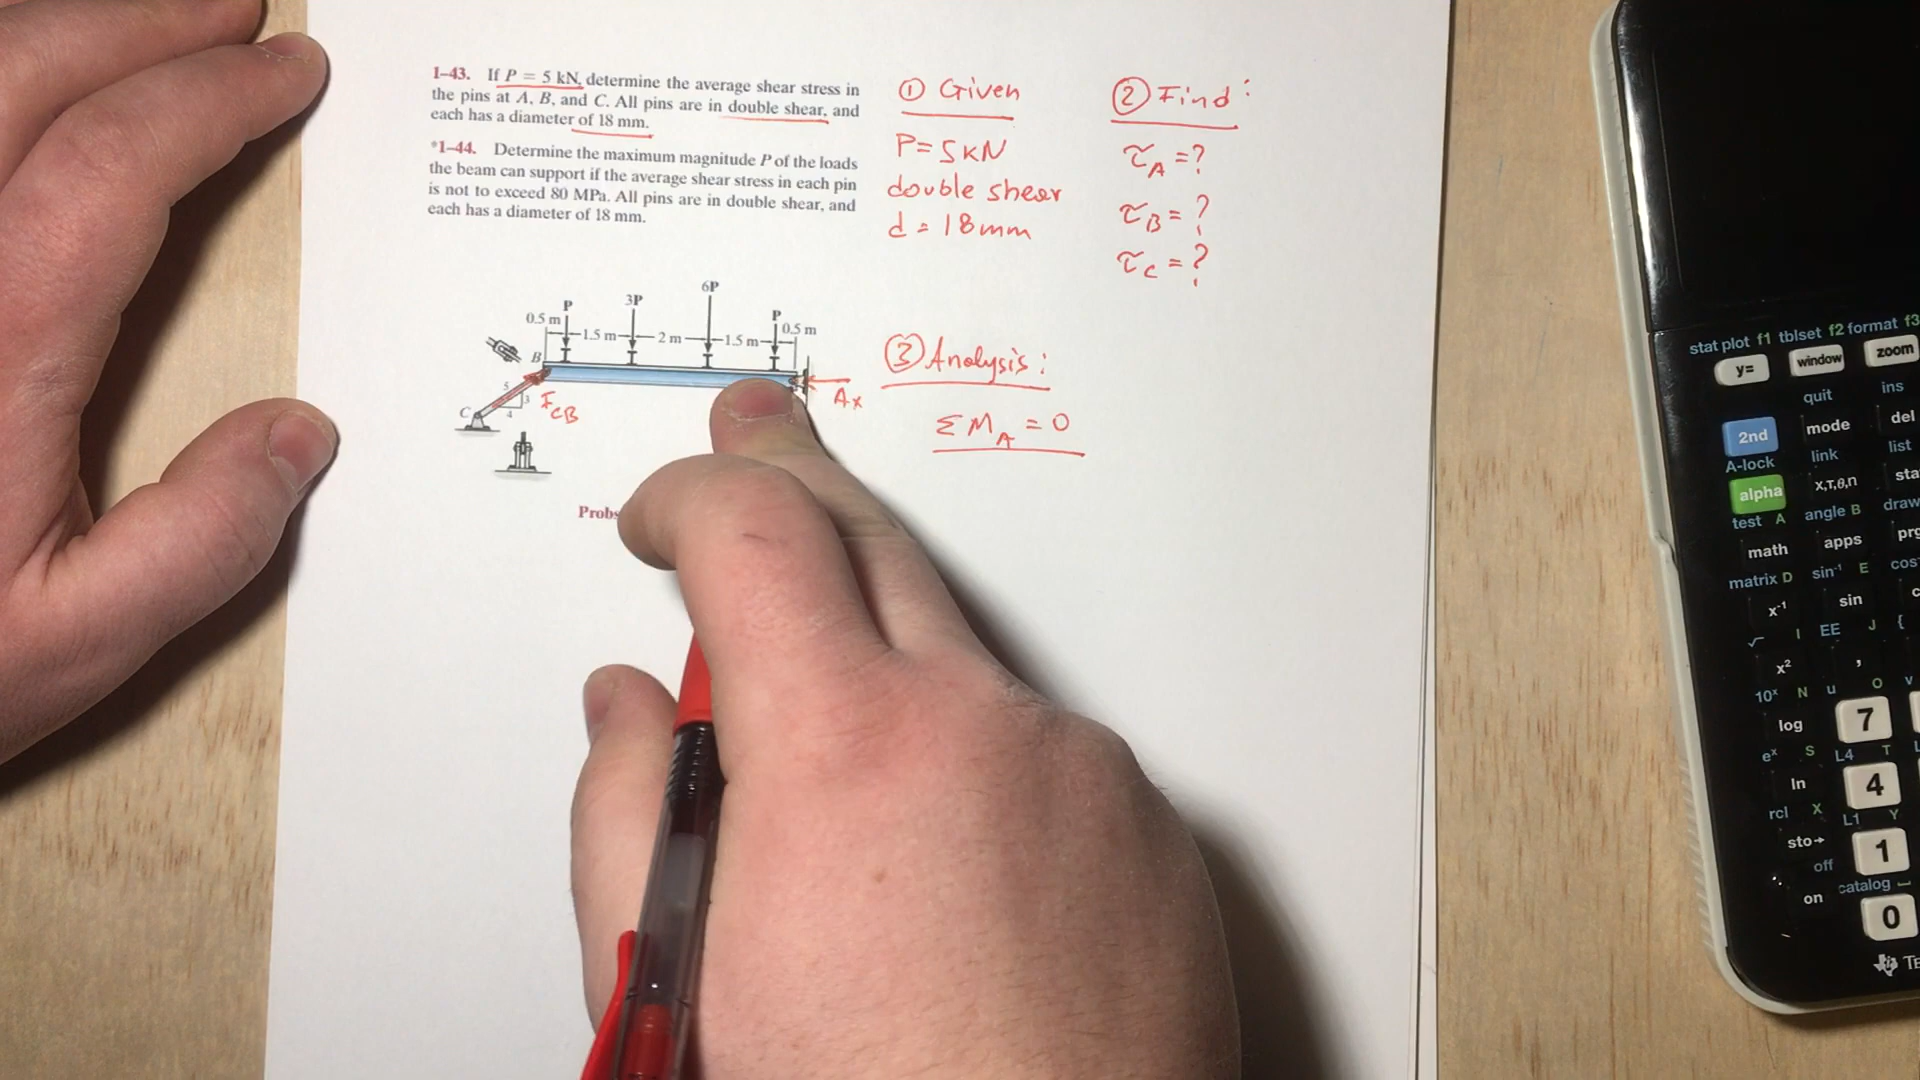 1–43. If P = 5 kN, determine the average shear stress in
the pins at A, B, and C. All pins are in double shear, and
each has a diameter of 18 mm.
*1–44. Determine the maximum magnitude P of the loads
the beam can support if the average shear stress in each pin
is not to exceed 80 MPa. All pins are in double shear, and
each has a diameter of 18 mm.
① Given
P = 5 KN
double shear
d = 18mm
② Find :
τA = ?
τB = ?
τC = ?
6P
3P
P
P
0.5 m
1.5 m
2 m
1.5 m
0.5 m
B
C
5
3
4
FCB
Ax
Probs
③ Analysis :
ΣMA = 0
stat plot f1 tblset f2 format f3
y= window zoom
quit ins
2nd mode del
A-lock link list
alpha X,T,θ,n
test A angle B
math apps
matrix D sin⁻¹ E
x⁻¹ sin
√ I EE J {
x² ,
10ˣ N u O v
log 7
eˣ S L4 T
ln 4
rcl X L1 Y
sto→ 1
off catalog
on 0